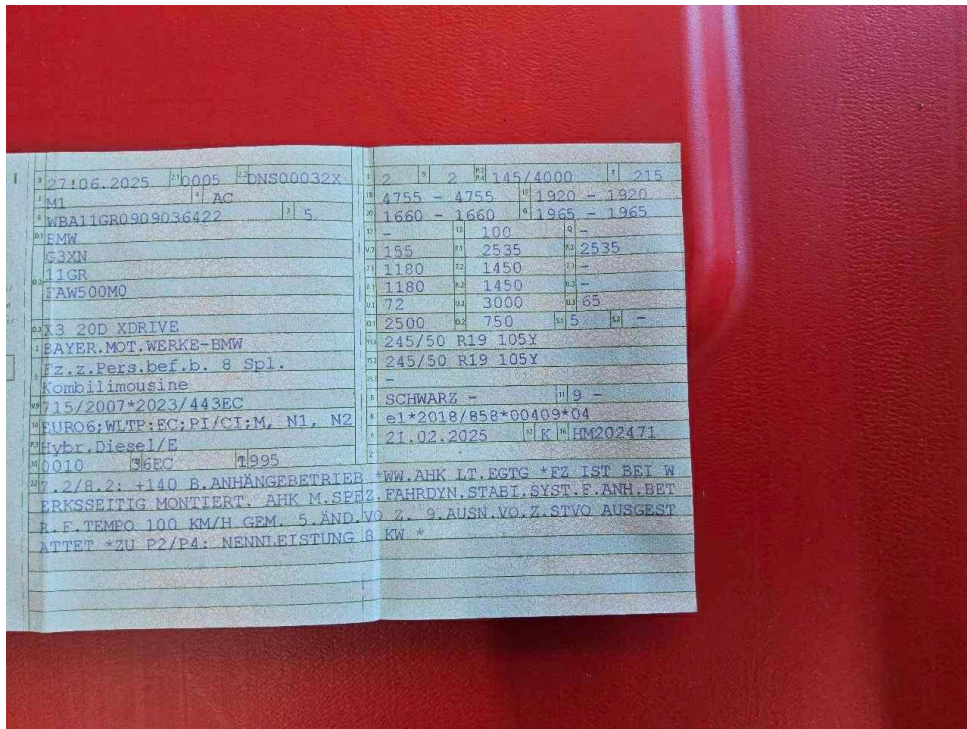 B 27!06.2025 2.1 0005 2.2 DNS00032X
J M1 4 AC
E WBA11GR0909036422 3 5
D.1 BMW
G3XN
D.2 11GR
FAW500M0
D.3 X3 20D XDRIVE
2 BAYER.MOT.WERKE-BMW
5 Fz.z.Pers.bef.b. 8 Spl.
Kombilimousine
V.9 715/2007*2023/443EC
14 EURO6;WLTP:EC;PI/CI;M, N1, N2
P.3 Hybr.Diesel/E
10 0010 36EC 1995
L 2 9 2 P.2 P.4 145/4000 T 215
18 4755 - 4755 19 1920 - 1920
20 1660 - 1660 G 1965 - 1965
12 - 13 100 Q -
V.7 155 F.1 2535 F.2 2535
7.1 1180 7.2 1450 7.3 -
8.1 1180 8.2 1450 8.3 -
U.1 72 U.2 3000 U.3 65
O.1 2500 O.2 750 S.1 5 S.2 -
15.1 245/50 R19 105Y
15.2 245/50 R19 105Y
15.3 -
R SCHWARZ - 11 9 -
K e1*2018/858*00409*04
6 21.02.2025 17 K 16 HM202471
22 7.2/8.2: +140 B.ANHÄNGEBETRIEB *WW.AHK LT.EGTG *FZ IST BEI W
ERKSSEITIG MONTIERT. AHK M.SPEZ.FAHRDYN.STABI.SYST.F.ANH.BET
R.F.TEMPO 100 KM/H GEM. 5.ÄND.VO Z. 9.AUSN.VO.Z.STVO AUSGEST
ATTET *ZU P2/P4: NENNLEISTUNG 8 KW *